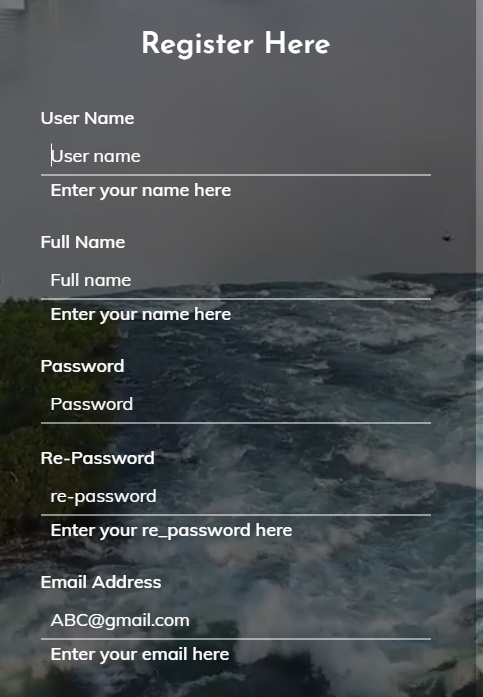 Register Here
User Name
User name
Enter your name here
Full Name
Full name
Enter your name here
Password
Password
Re-Password
re-password
Enter your re_password here
Email Address
ABC@gmail.com
Enter your email here